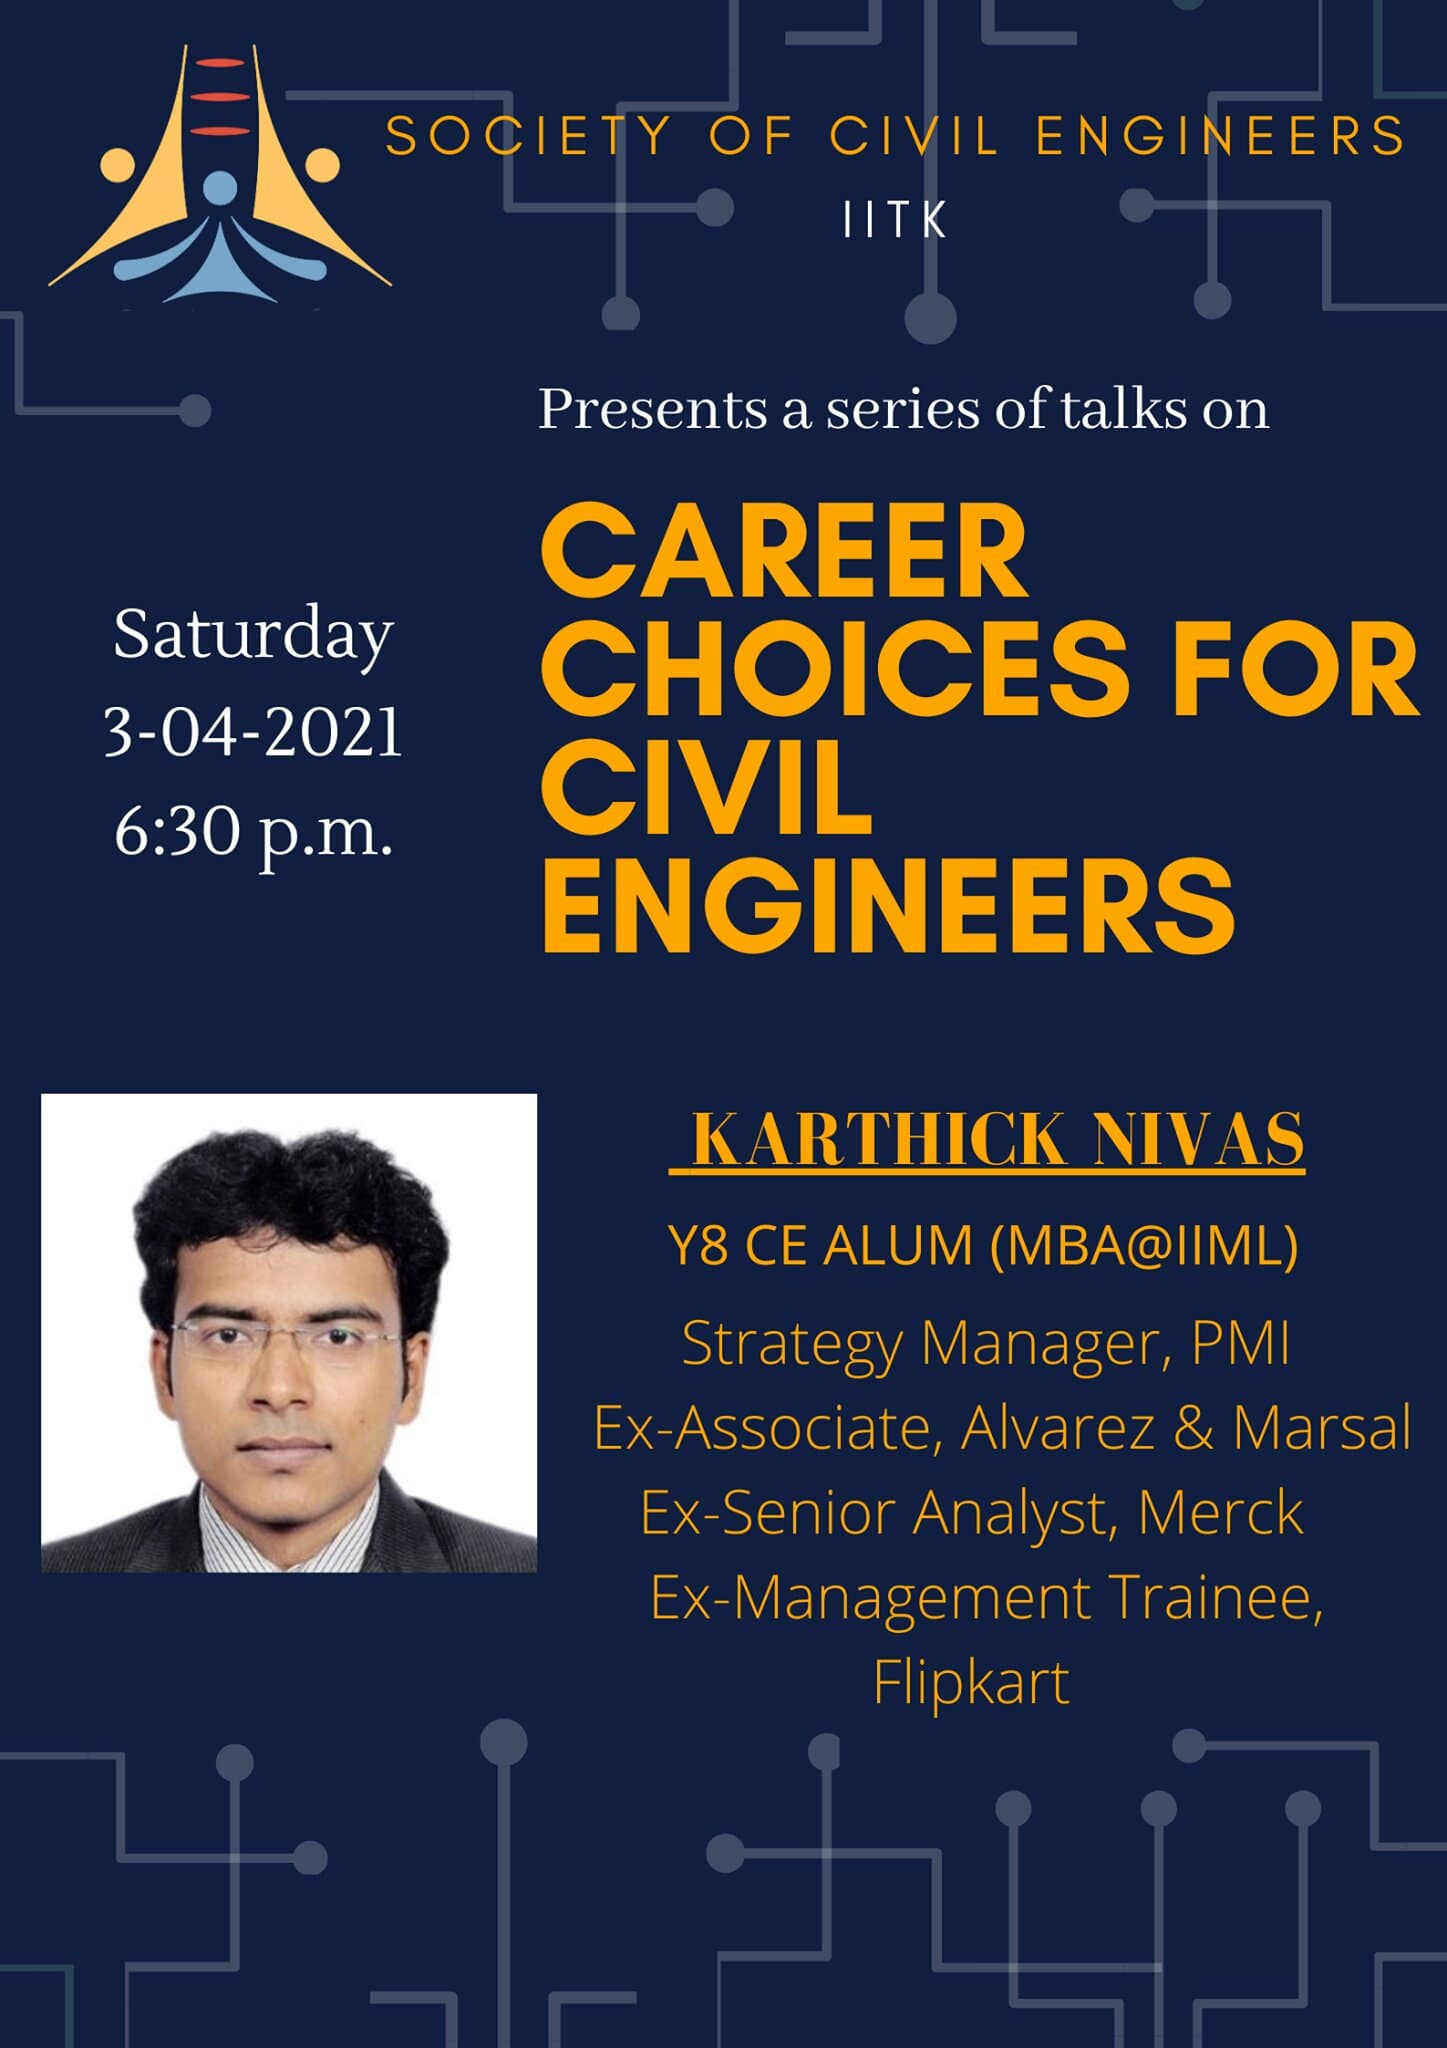 SOCIETY OF CIVIL ENGINEERS
IITK
Presents a series of talks on
CAREER
CHOICES FOR
CIVIL
ENGINEERS
Saturday
3-04-2021
6:30 p.m.
KARTHICK NIVAS
Y8 CE ALUM (MBA@IIML)
Strategy Manager, PMI
Ex-Associate, Alvarez & Marsal
Ex-Senior Analyst, Merck
Ex-Management Trainee,
Flipkart